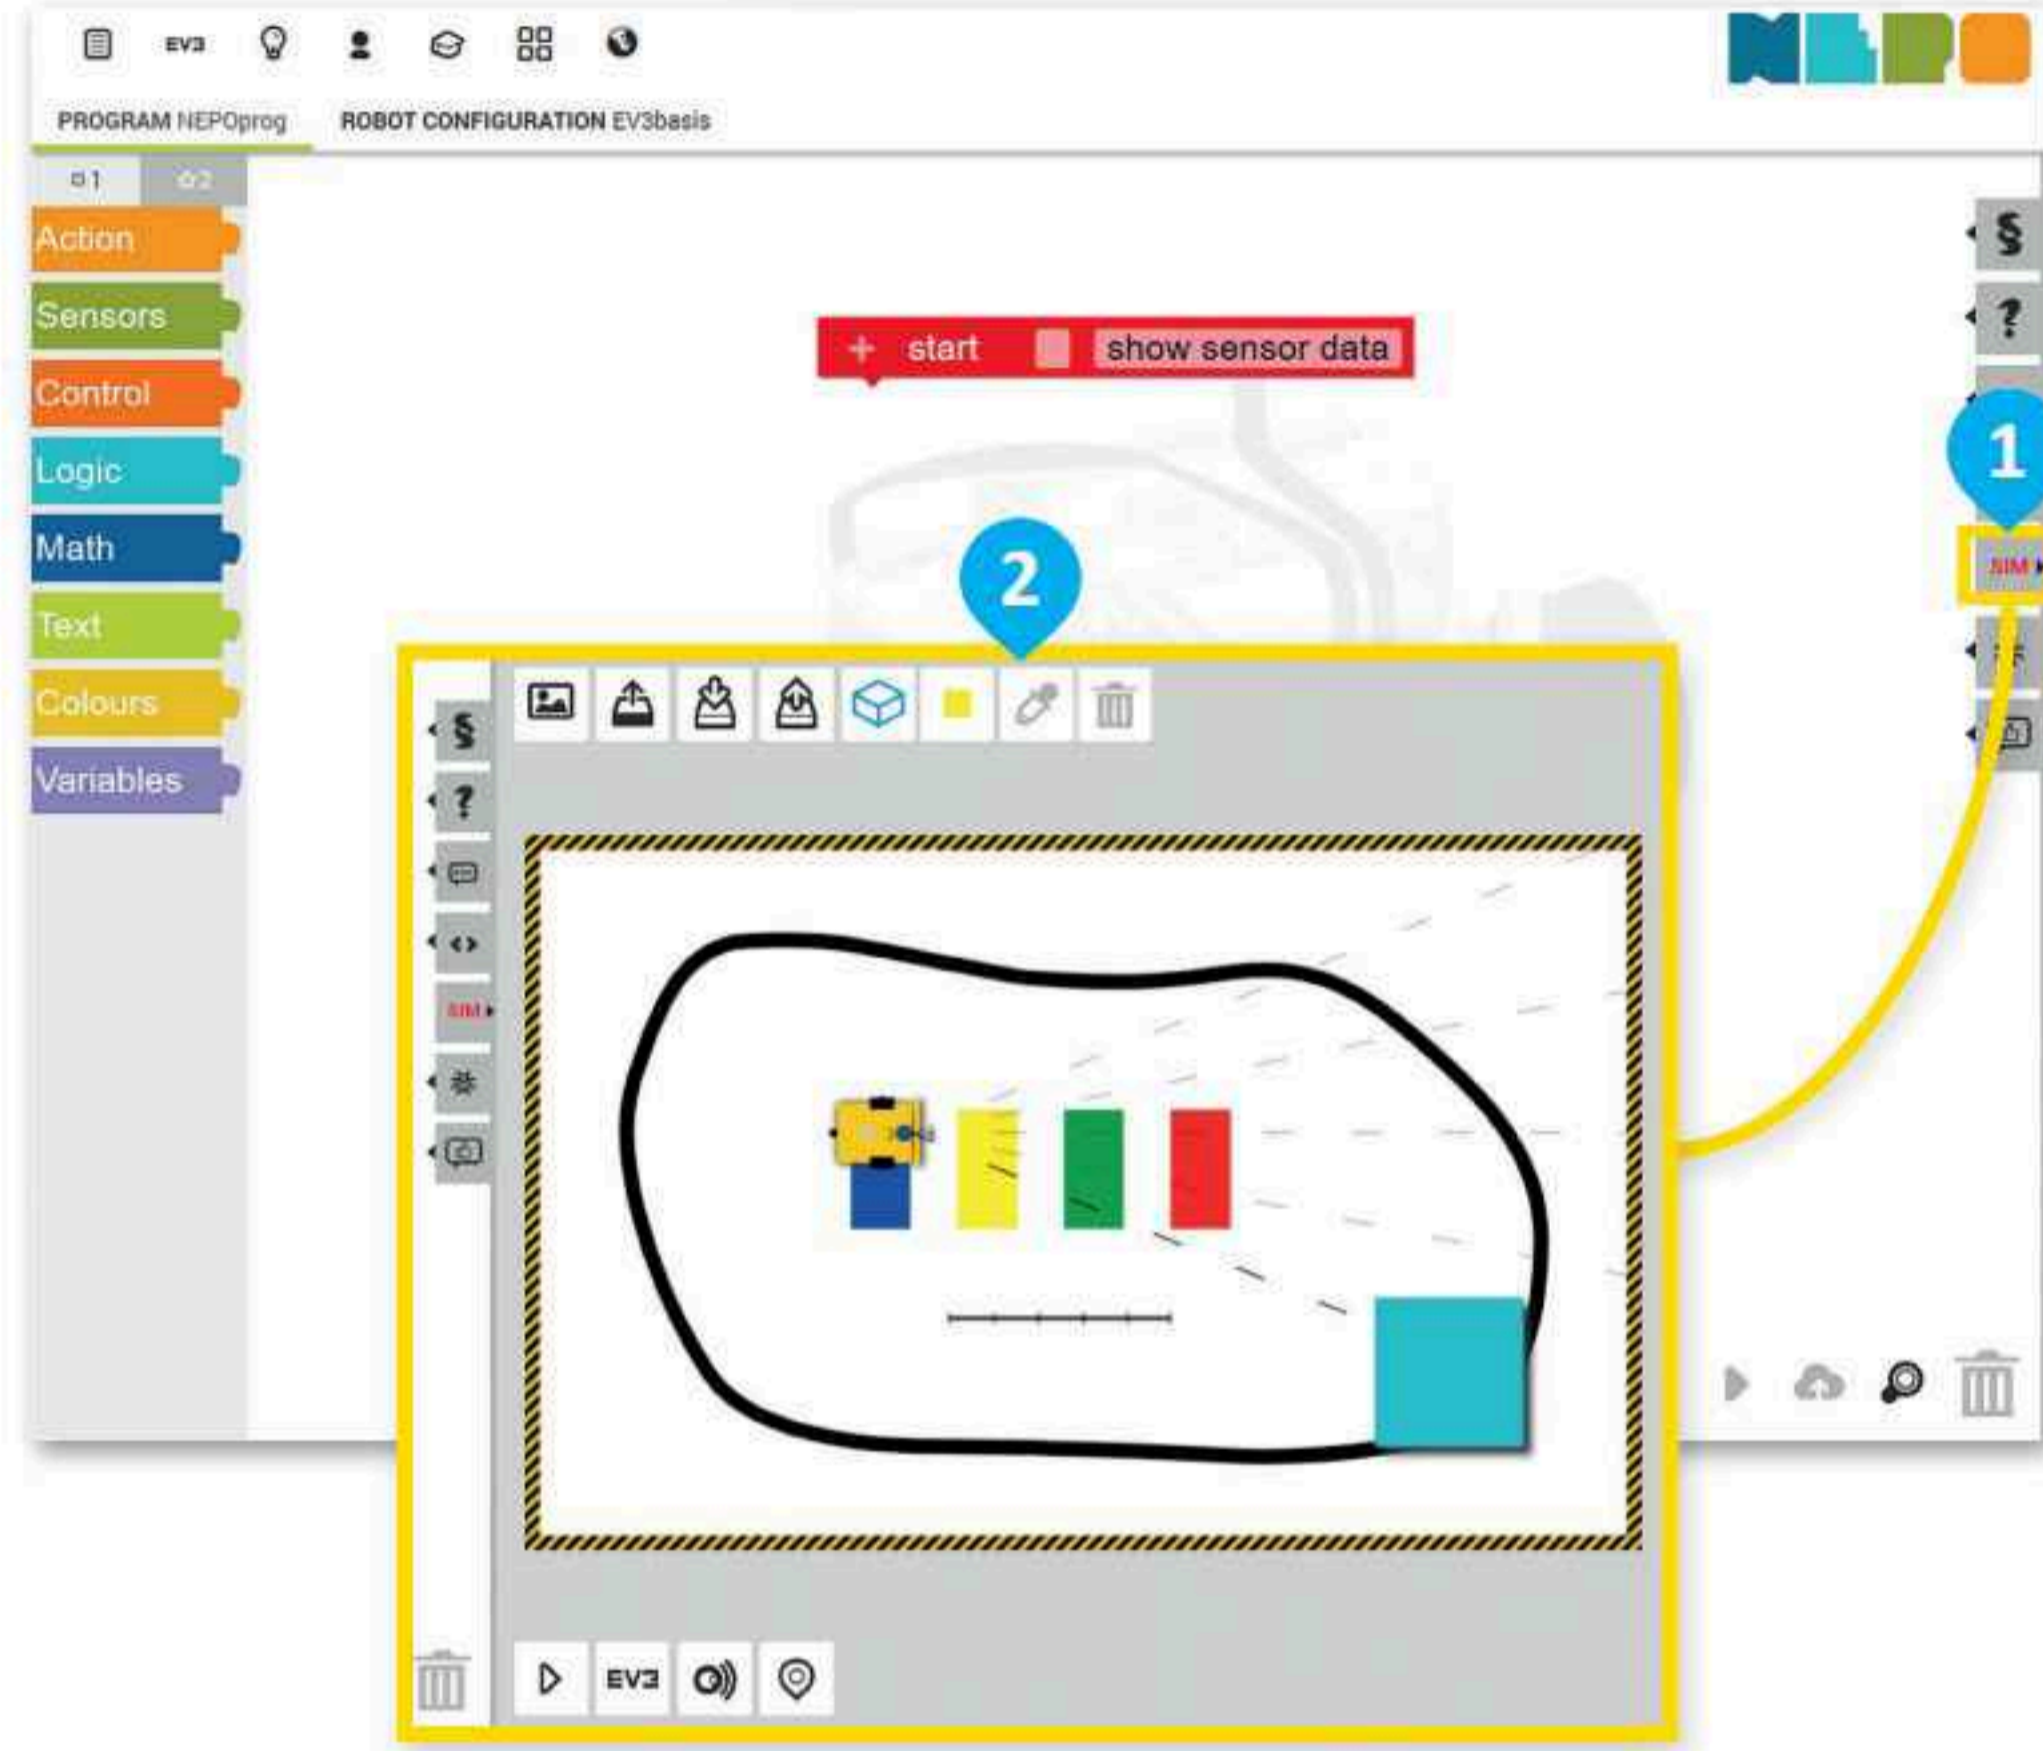 EV3
PROGRAM NEPOprog ROBOT CONFIGURATION EV3basis
1 2
Action
Sensors
Control
Logic
Math
Text
Colours
Variables
+ start show sensor data
?
1
SIM
2
?
SIM
EV3